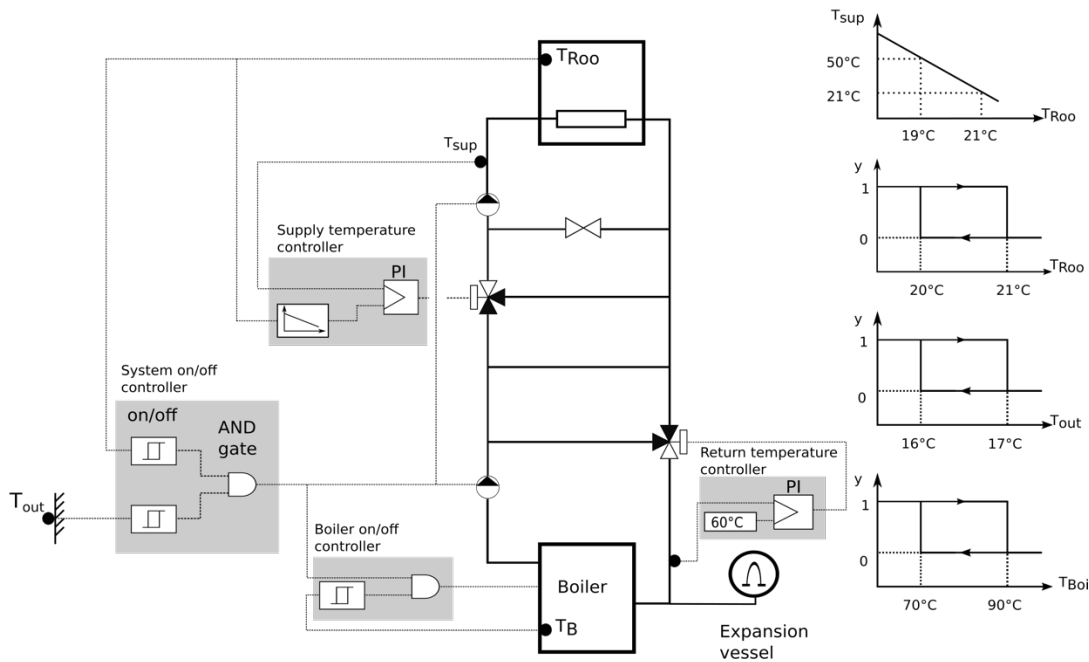 T_Roo
T_sup
Supply temperature
controller
PI
System on/off
controller
on/off
AND
gate
T_out
Boiler on/off
controller
Boiler
T_B
Return temperature
controller
PI
60°C
Expansion
vessel
T_sup
50°C
21°C
19°C
21°C
T_Roo
y
1
0
20°C
21°C
T_Roo
y
1
0
16°C
17°C
T_out
y
1
0
70°C
90°C
T_Boi